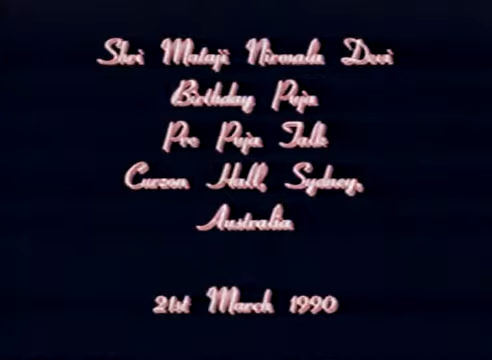 Shri Mataji Nirmala Devi
Birthday Puja
Pre Puja Talk
Curzon Hall, Sydney,
Australia
21st March 1990